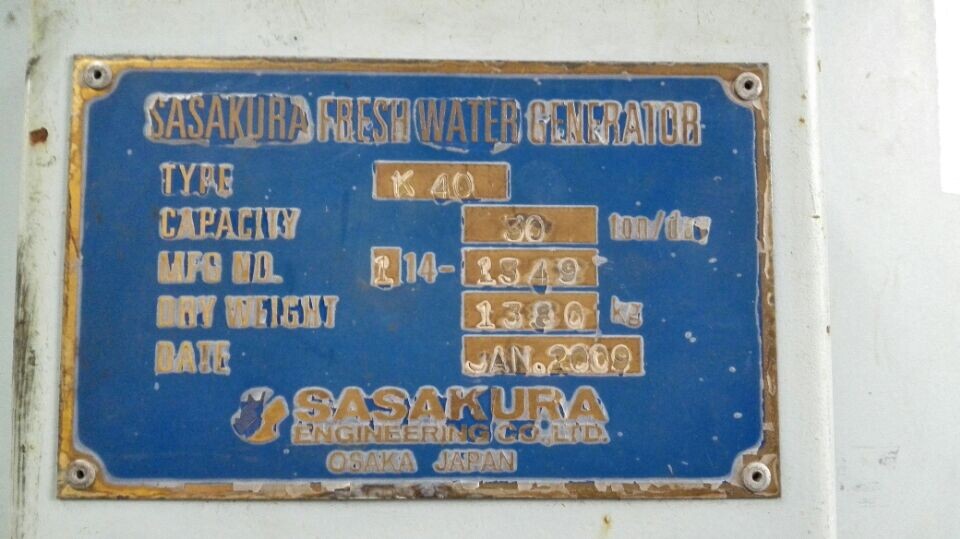 SASAKURA FRESH WATER GENERATOR
TYPE K 40
CAPACITY 30 ton/day
MFG NO. 114-1349
DRY WEIGHT 1380 kg
DATE JAN.2009
SASAKURA
ENGINEERING CO.,LTD.
OSAKA JAPAN